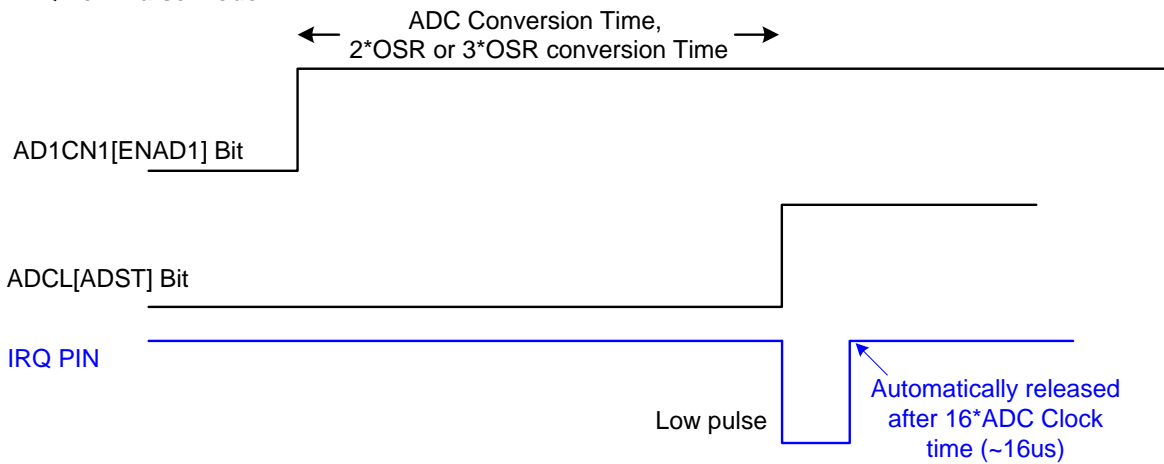 ADC Conversion Time,
2*OSR or 3*OSR conversion Time
AD1CN1[ENAD1] Bit
ADCL[ADST] Bit
IRQ PIN
Low pulse
Automatically released
after 16*ADC Clock
time (~16us)